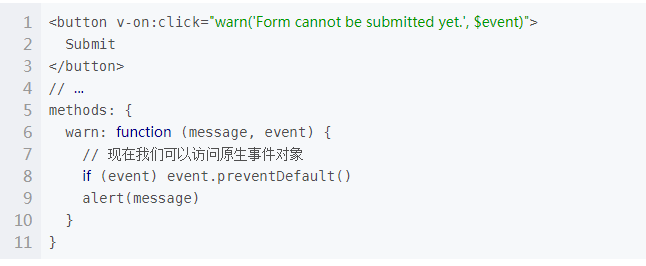 1 <button v-on:click="warn('Form cannot be submitted yet.', $event)">
2   Submit
3 </button>
4 // …
5 methods: {
6   warn: function (message, event) {
7     // 现在我们可以访问原生事件对象
8     if (event) event.preventDefault()
9     alert(message)
10   }
11 }